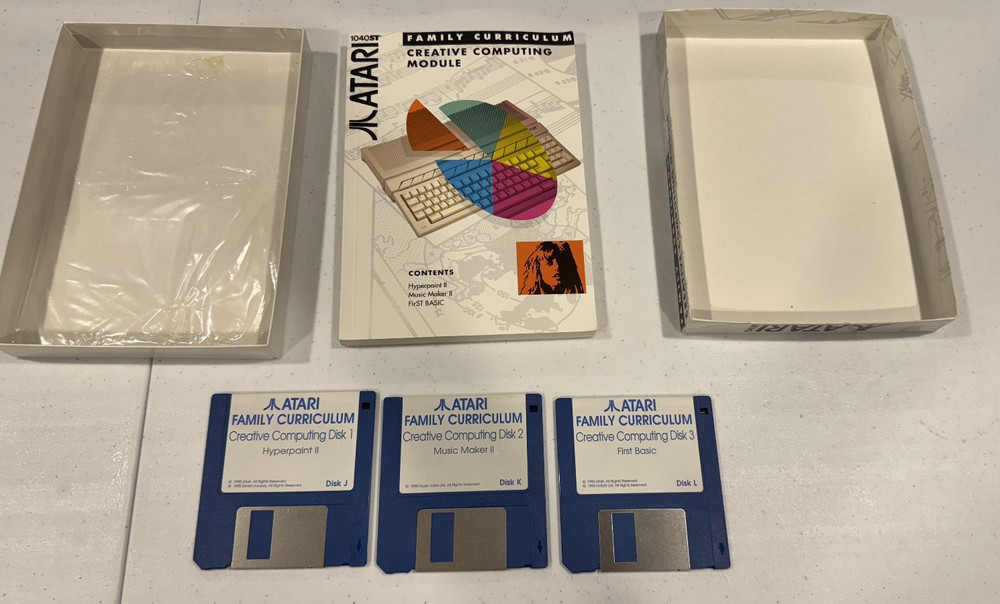 1040ST
ATARI
FAMILY CURRICULUM
CREATIVE COMPUTING
MODULE
CONTENTS
Hyperpaint II
Music Maker II
FirST BASIC
ATARI
ATARI
FAMILY CURRICULUM
Creative Computing Disk 1
Hyperpaint II
Disk J
ATARI
FAMILY CURRICULUM
Creative Computing Disk 2
Music Maker II
Disk K
ATARI
FAMILY CURRICULUM
Creative Computing Disk 3
First Basic
Disk L